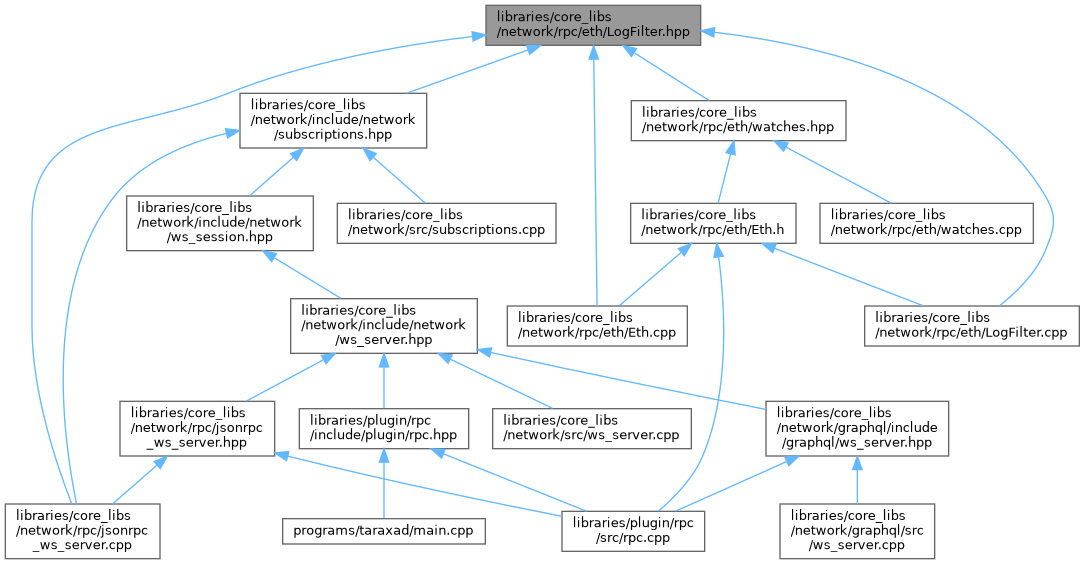 libraries/core_libs
/network/rpc/eth/LogFilter.hpp
libraries/core_libs
/network/include/network
/subscriptions.hpp
libraries/core_libs
/network/rpc/eth/watches.hpp
libraries/core_libs
/network/include/network
/ws_session.hpp
libraries/core_libs
/network/src/subscriptions.cpp
libraries/core_libs
/network/rpc/eth/Eth.h
libraries/core_libs
/network/rpc/eth/watches.cpp
libraries/core_libs
/network/include/network
/ws_server.hpp
libraries/core_libs
/network/rpc/eth/Eth.cpp
libraries/core_libs
/network/rpc/eth/LogFilter.cpp
libraries/core_libs
/network/rpc/jsonrpc
_ws_server.hpp
libraries/plugin/rpc
/include/plugin/rpc.hpp
libraries/core_libs
/network/src/ws_server.cpp
libraries/core_libs
/network/graphql/include
/graphql/ws_server.hpp
libraries/core_libs
/network/rpc/jsonrpc
_ws_server.cpp
programs/taraxad/main.cpp
libraries/plugin/rpc
/src/rpc.cpp
libraries/core_libs
/network/graphql/src
/ws_server.cpp